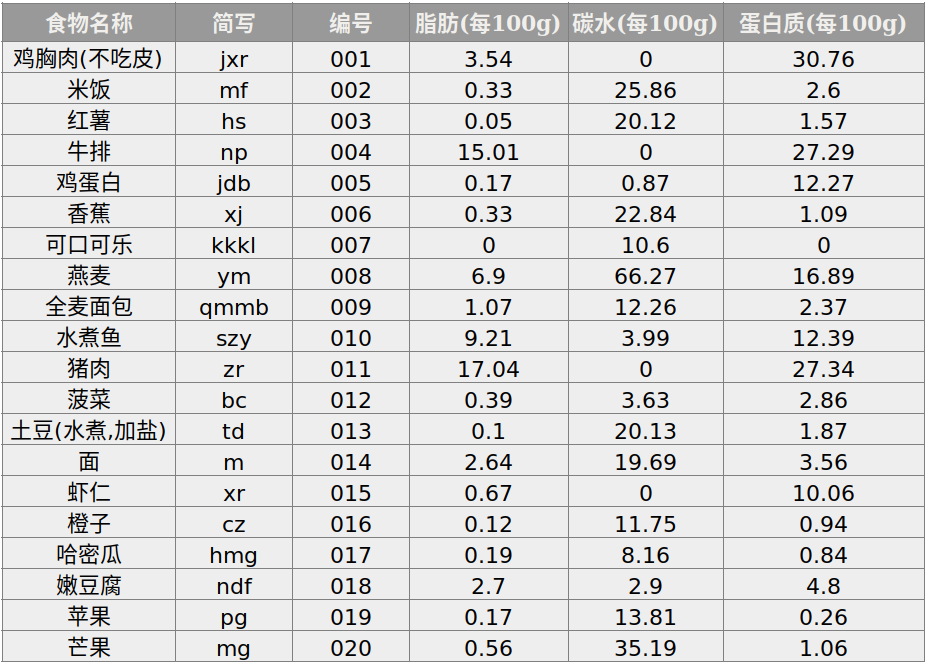 食物名称 简写 编号 脂肪(每100g) 碳水(每100g) 蛋白质(每100g)
鸡胸肉(不吃皮) jxr 001 3.54 0 30.76
米饭 mf 002 0.33 25.86 2.6
红薯 hs 003 0.05 20.12 1.57
牛排 np 004 15.01 0 27.29
鸡蛋白 jdb 005 0.17 0.87 12.27
香蕉 xj 006 0.33 22.84 1.09
可口可乐 kkkl 007 0 10.6 0
燕麦 ym 008 6.9 66.27 16.89
全麦面包 qmmb 009 1.07 12.26 2.37
水煮鱼 szy 010 9.21 3.99 12.39
猪肉 zr 011 17.04 0 27.34
菠菜 bc 012 0.39 3.63 2.86
土豆(水煮,加盐) td 013 0.1 20.13 1.87
面 m 014 2.64 19.69 3.56
虾仁 xr 015 0.67 0 10.06
橙子 cz 016 0.12 11.75 0.94
哈密瓜 hmg 017 0.19 8.16 0.84
嫩豆腐 ndf 018 2.7 2.9 4.8
苹果 pg 019 0.17 13.81 0.26
芒果 mg 020 0.56 35.19 1.06